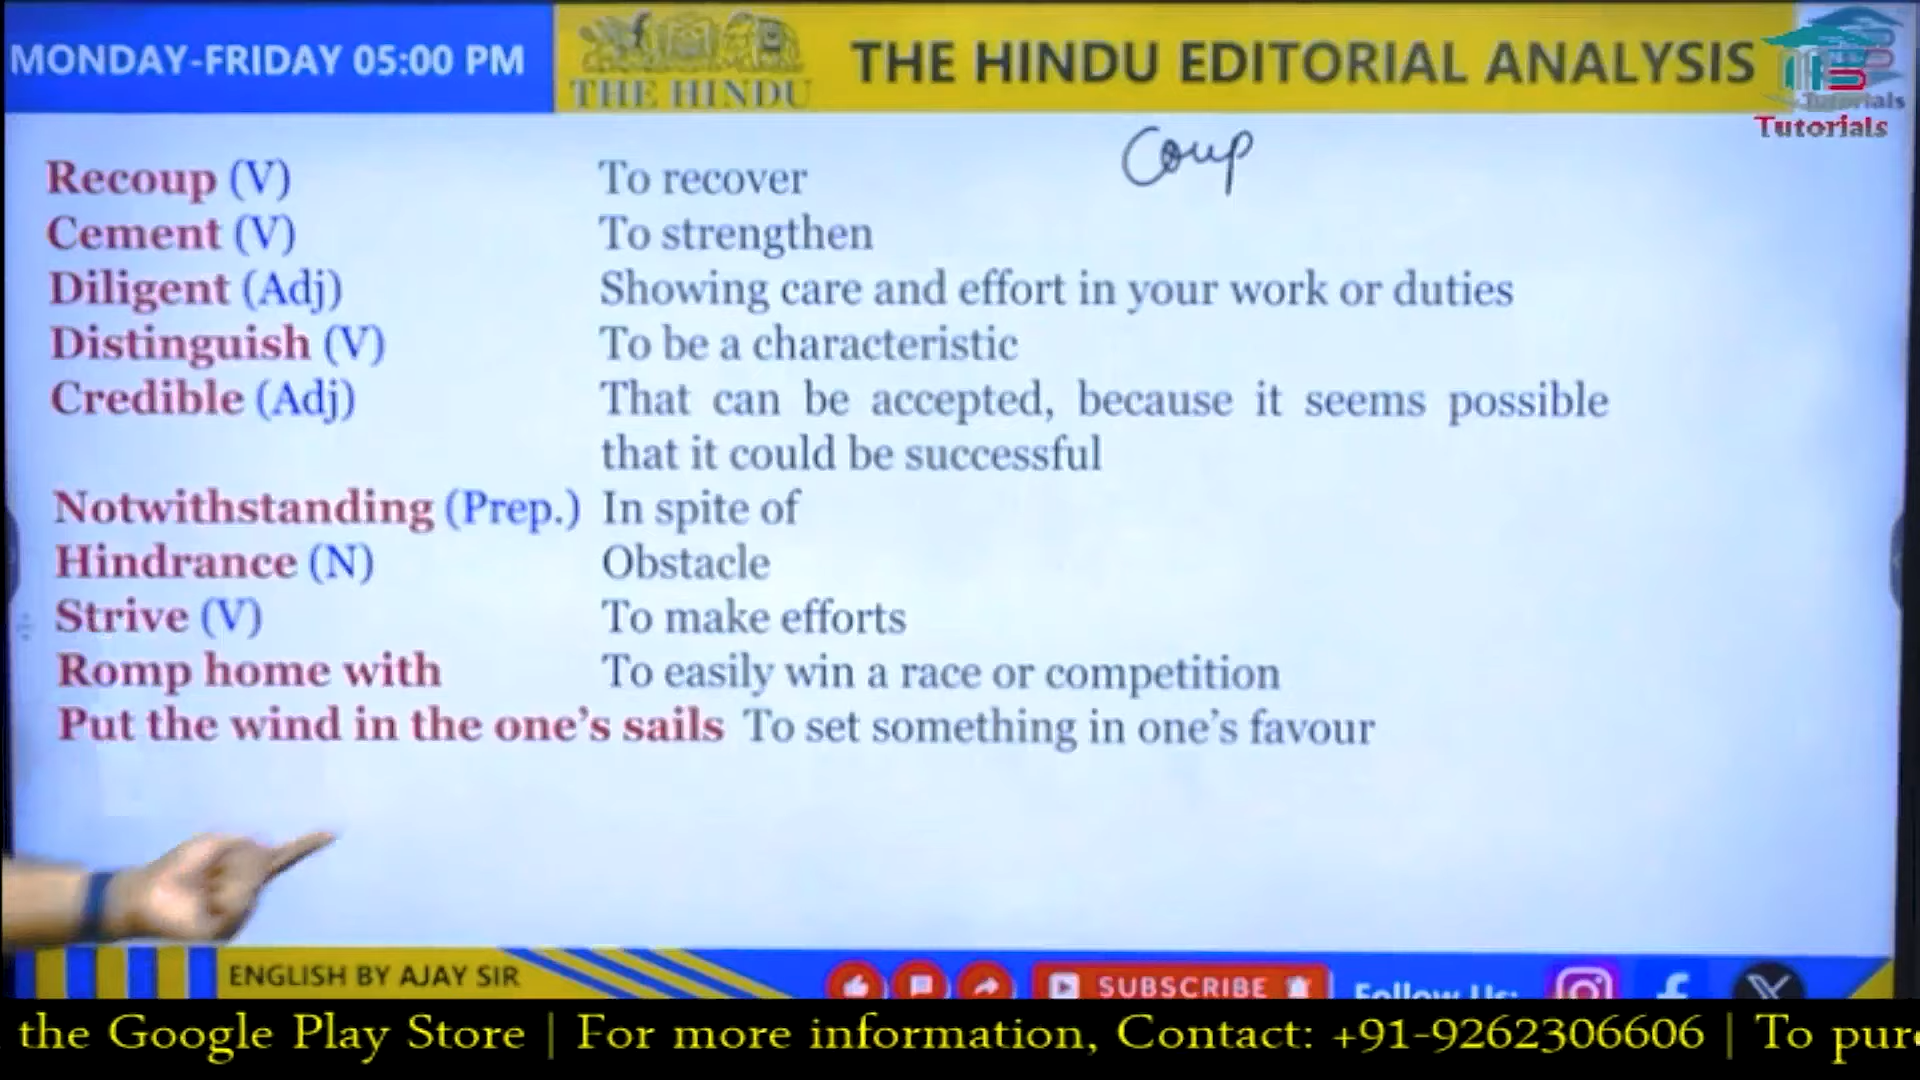 MONDAY-FRIDAY 05:00 PM
THE HINDU
THE HINDU EDITORIAL ANALYSIS
Tutorials
Tutorials
Coup
Recoup (V) To recover
Cement (V) To strengthen
Diligent (Adj) Showing care and effort in your work or duties
Distinguish (V) To be a characteristic
Credible (Adj) That can be accepted, because it seems possible
that it could be successful
Notwithstanding (Prep.) In spite of
Hindrance (N) Obstacle
Strive (V) To make efforts
Romp home with To easily win a race or competition
Put the wind in the one's sails To set something in one's favour
ENGLISH BY AJAY SIR
SUBSCRIBE
Follow Us:
the Google Play Store | For more information, Contact: +91-9262306606 | To pur